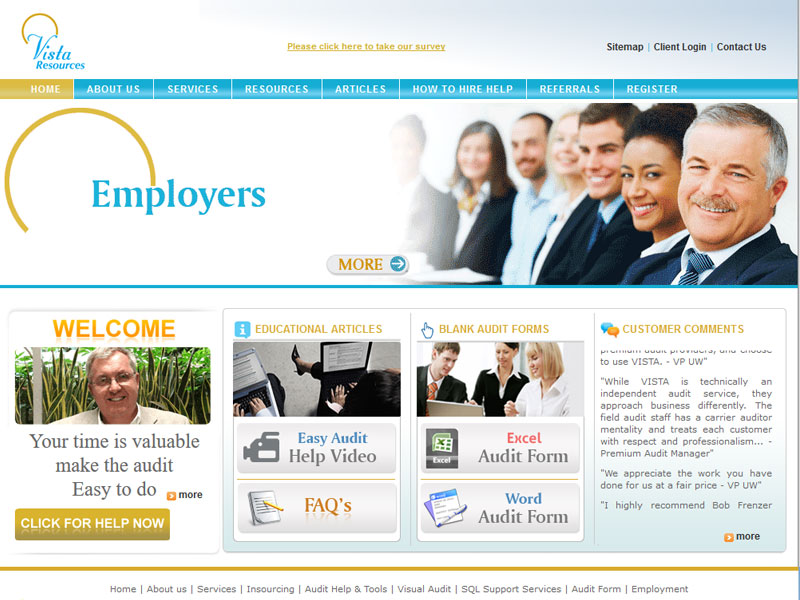 Vista
Resources
Please click here to take our survey
Sitemap | Client Login | Contact Us
HOME
ABOUT US
SERVICES
RESOURCES
ARTICLES
HOW TO HIRE HELP
REFERRALS
REGISTER
Employers
MORE
WELCOME
Your time is valuable
make the audit
Easy to do
more
CLICK FOR HELP NOW
EDUCATIONAL ARTICLES
Easy Audit
Help Video
FAQ's
BLANK AUDIT FORMS
Excel
Excel
Audit Form
Word
Audit Form
CUSTOMER COMMENTS
premium audit providers, and choose
to use VISTA. - VP UW"
"While VISTA is technically an
independent audit service, they
approach business differently. The
field audit staff has a carrier auditor
mentality and treats each customer
with respect and professionalism... -
Premium Audit Manager"
"We appreciate the work you have
done for us at a fair price - VP UW"
"I highly recommend Bob Frenzer
more
Home | About us | Services | Insourcing | Audit Help & Tools | Visual Audit | SQL Support Services | Audit Form | Employment